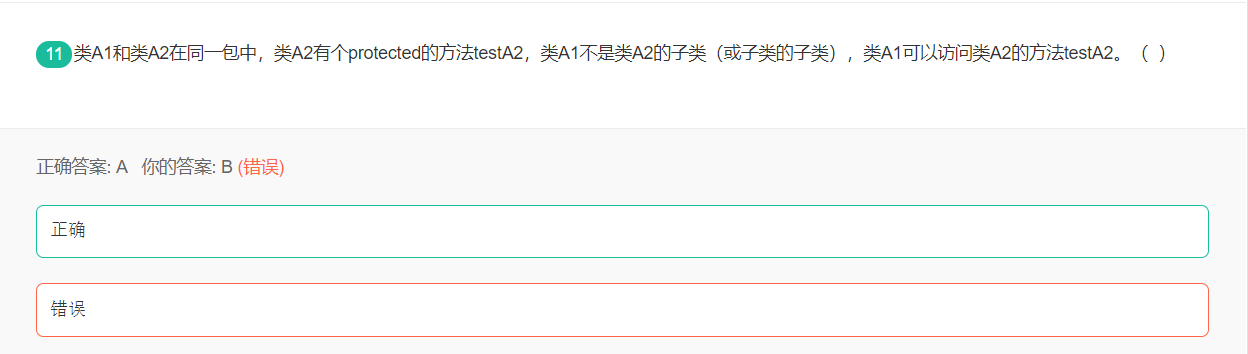 11 类A1和类A2在同一包中，类A2有个protected的方法testA2，类A1不是类A2的子类（或子类的子类），类A1可以访问类A2的方法testA2。（ ）
正确答案: A 你的答案: B (错误)
正确
错误